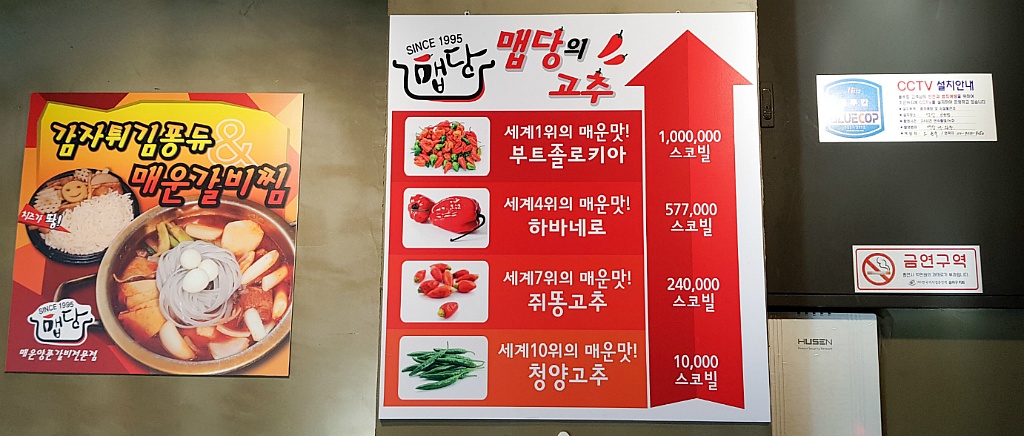 감자튀김퐁듀
&
매운갈비찜
치즈가 땋!
SINCE 1995
맵당
매운양푼갈비전문점
SINCE 1995
맵당
맵당의
고추
세계1위의 매운맛!
부트졸로키아
1,000,000
스코빌
세계4위의 매운맛!
하바네로
577,000
스코빌
세계7위의 매운맛!
쥐똥고추
240,000
스코빌
세계10위의 매운맛!
청양고추
10,000
스코빌
CCTV 설치안내
BLUECOP
금연구역
HUSEN